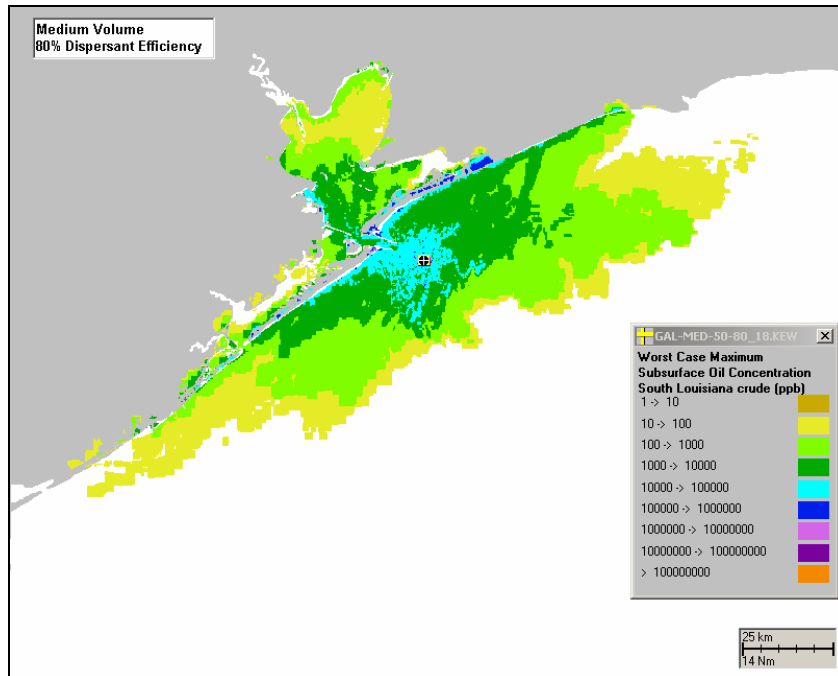 Medium Volume
80% Dispersant Efficiency
GAL-MED-50-80_18.KEW
Worst Case Maximum
Subsurface Oil Concentration
South Louisiana crude (ppb)
1 -> 10
10 -> 100
100 -> 1000
1000 -> 10000
10000 -> 100000
100000 -> 1000000
1000000 -> 10000000
10000000 -> 100000000
> 100000000
25 km
14 Nm